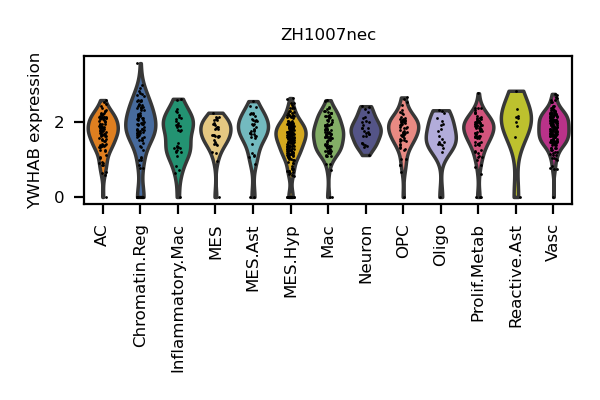 ZH1007nec
YWHAB expression
2
0
AC
Chromatin.Reg
Inflammatory.Mac
MES
MES.Ast
MES.Hyp
Mac
Neuron
OPC
Oligo
Prolif.Metab
Reactive.Ast
Vasc